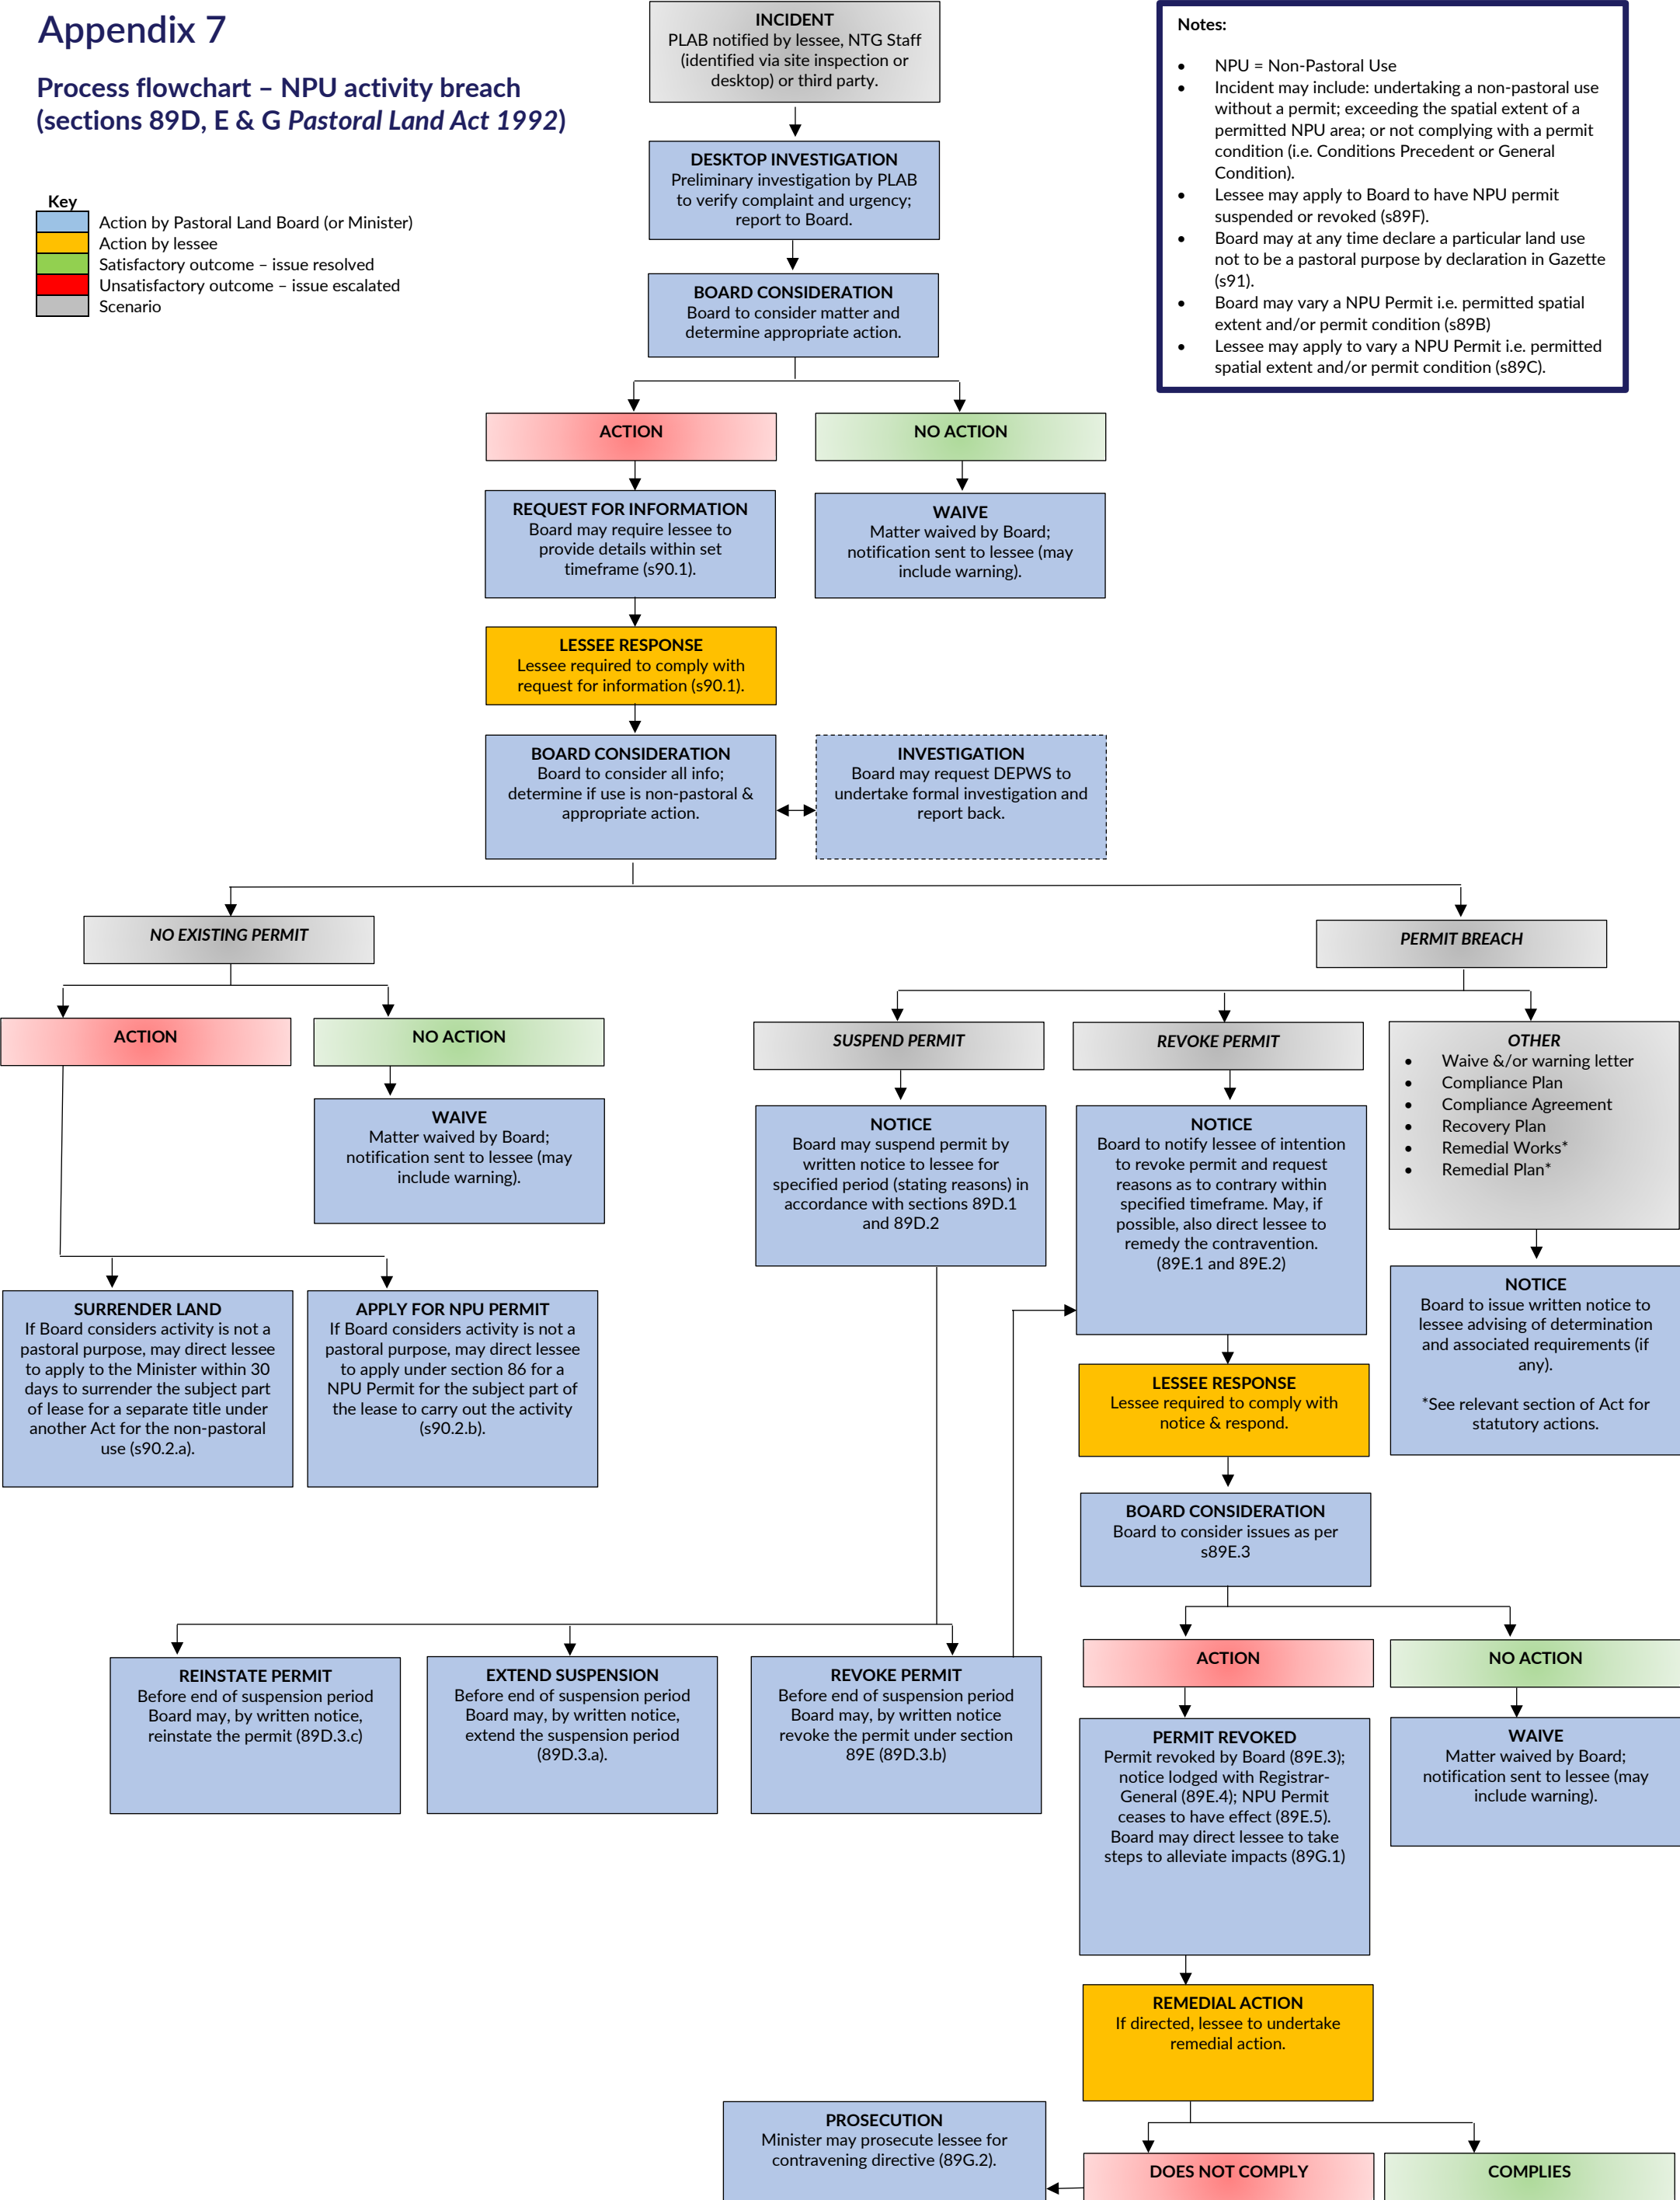 Appendix 7
Process flowchart – NPU activity breach
(sections 89D, E & G Pastoral Land Act 1992)
Key
Action by Pastoral Land Board (or Minister)
Action by lessee
Satisfactory outcome – issue resolved
Unsatisfactory outcome – issue escalated
Scenario
INCIDENT
PLAB notified by lessee, NTG Staff
(identified via site inspection or
desktop) or third party.
Notes:
• NPU = Non-Pastoral Use
• Incident may include: undertaking a non-pastoral use
without a permit; exceeding the spatial extent of a
permitted NPU area; or not complying with a permit
condition (i.e. Conditions Precedent or General
Condition).
• Lessee may apply to Board to have NPU permit
suspended or revoked (s89F).
• Board may at any time declare a particular land use
not to be a pastoral purpose by declaration in Gazette
(s91).
• Board may vary a NPU Permit i.e. permitted spatial
extent and/or permit condition (s89B)
• Lessee may apply to vary a NPU Permit i.e. permitted
spatial extent and/or permit condition (s89C).
DESKTOP INVESTIGATION
Preliminary investigation by PLAB
to verify complaint and urgency;
report to Board.
BOARD CONSIDERATION
Board to consider matter and
determine appropriate action.
ACTION
NO ACTION
REQUEST FOR INFORMATION
Board may require lessee to
provide details within set
timeframe (s90.1).
WAIVE
Matter waived by Board;
notification sent to lessee (may
include warning).
LESSEE RESPONSE
Lessee required to comply with
request for information (s90.1).
BOARD CONSIDERATION
Board to consider all info;
determine if use is non-pastoral &
appropriate action.
INVESTIGATION
Board may request DEPWS to
undertake formal investigation and
report back.
NO EXISTING PERMIT
PERMIT BREACH
ACTION
NO ACTION
WAIVE
Matter waived by Board;
notification sent to lessee (may
include warning).
SURRENDER LAND
If Board considers activity is not a
pastoral purpose, may direct lessee
to apply to the Minister within 30
days to surrender the subject part
of lease for a separate title under
another Act for the non-pastoral
use (s90.2.a).
APPLY FOR NPU PERMIT
If Board considers activity is not a
pastoral purpose, may direct lessee
to apply under section 86 for a
NPU Permit for the subject part of
the lease to carry out the activity
(s90.2.b).
SUSPEND PERMIT
REVOKE PERMIT
OTHER
• Waive &/or warning letter
• Compliance Plan
• Compliance Agreement
• Recovery Plan
• Remedial Works*
• Remedial Plan*
NOTICE
Board may suspend permit by
written notice to lessee for
specified period (stating reasons) in
accordance with sections 89D.1
and 89D.2
NOTICE
Board to notify lessee of intention
to revoke permit and request
reasons as to contrary within
specified timeframe. May, if
possible, also direct lessee to
remedy the contravention.
(89E.1 and 89E.2)
NOTICE
Board to issue written notice to
lessee advising of determination
and associated requirements (if
any).
*See relevant section of Act for
statutory actions.
LESSEE RESPONSE
Lessee required to comply with
notice & respond.
BOARD CONSIDERATION
Board to consider issues as per
s89E.3
REINSTATE PERMIT
Before end of suspension period
Board may, by written notice,
reinstate the permit (89D.3.c)
EXTEND SUSPENSION
Before end of suspension period
Board may, by written notice,
extend the suspension period
(89D.3.a).
REVOKE PERMIT
Before end of suspension period
Board may, by written notice
revoke the permit under section
89E (89D.3.b)
ACTION
NO ACTION
PERMIT REVOKED
Permit revoked by Board (89E.3);
notice lodged with Registrar-
General (89E.4); NPU Permit
ceases to have effect (89E.5).
Board may direct lessee to take
steps to alleviate impacts (89G.1)
WAIVE
Matter waived by Board;
notification sent to lessee (may
include warning).
REMEDIAL ACTION
If directed, lessee to undertake
remedial action.
PROSECUTION
Minister may prosecute lessee for
contravening directive (89G.2).
DOES NOT COMPLY
COMPLIES